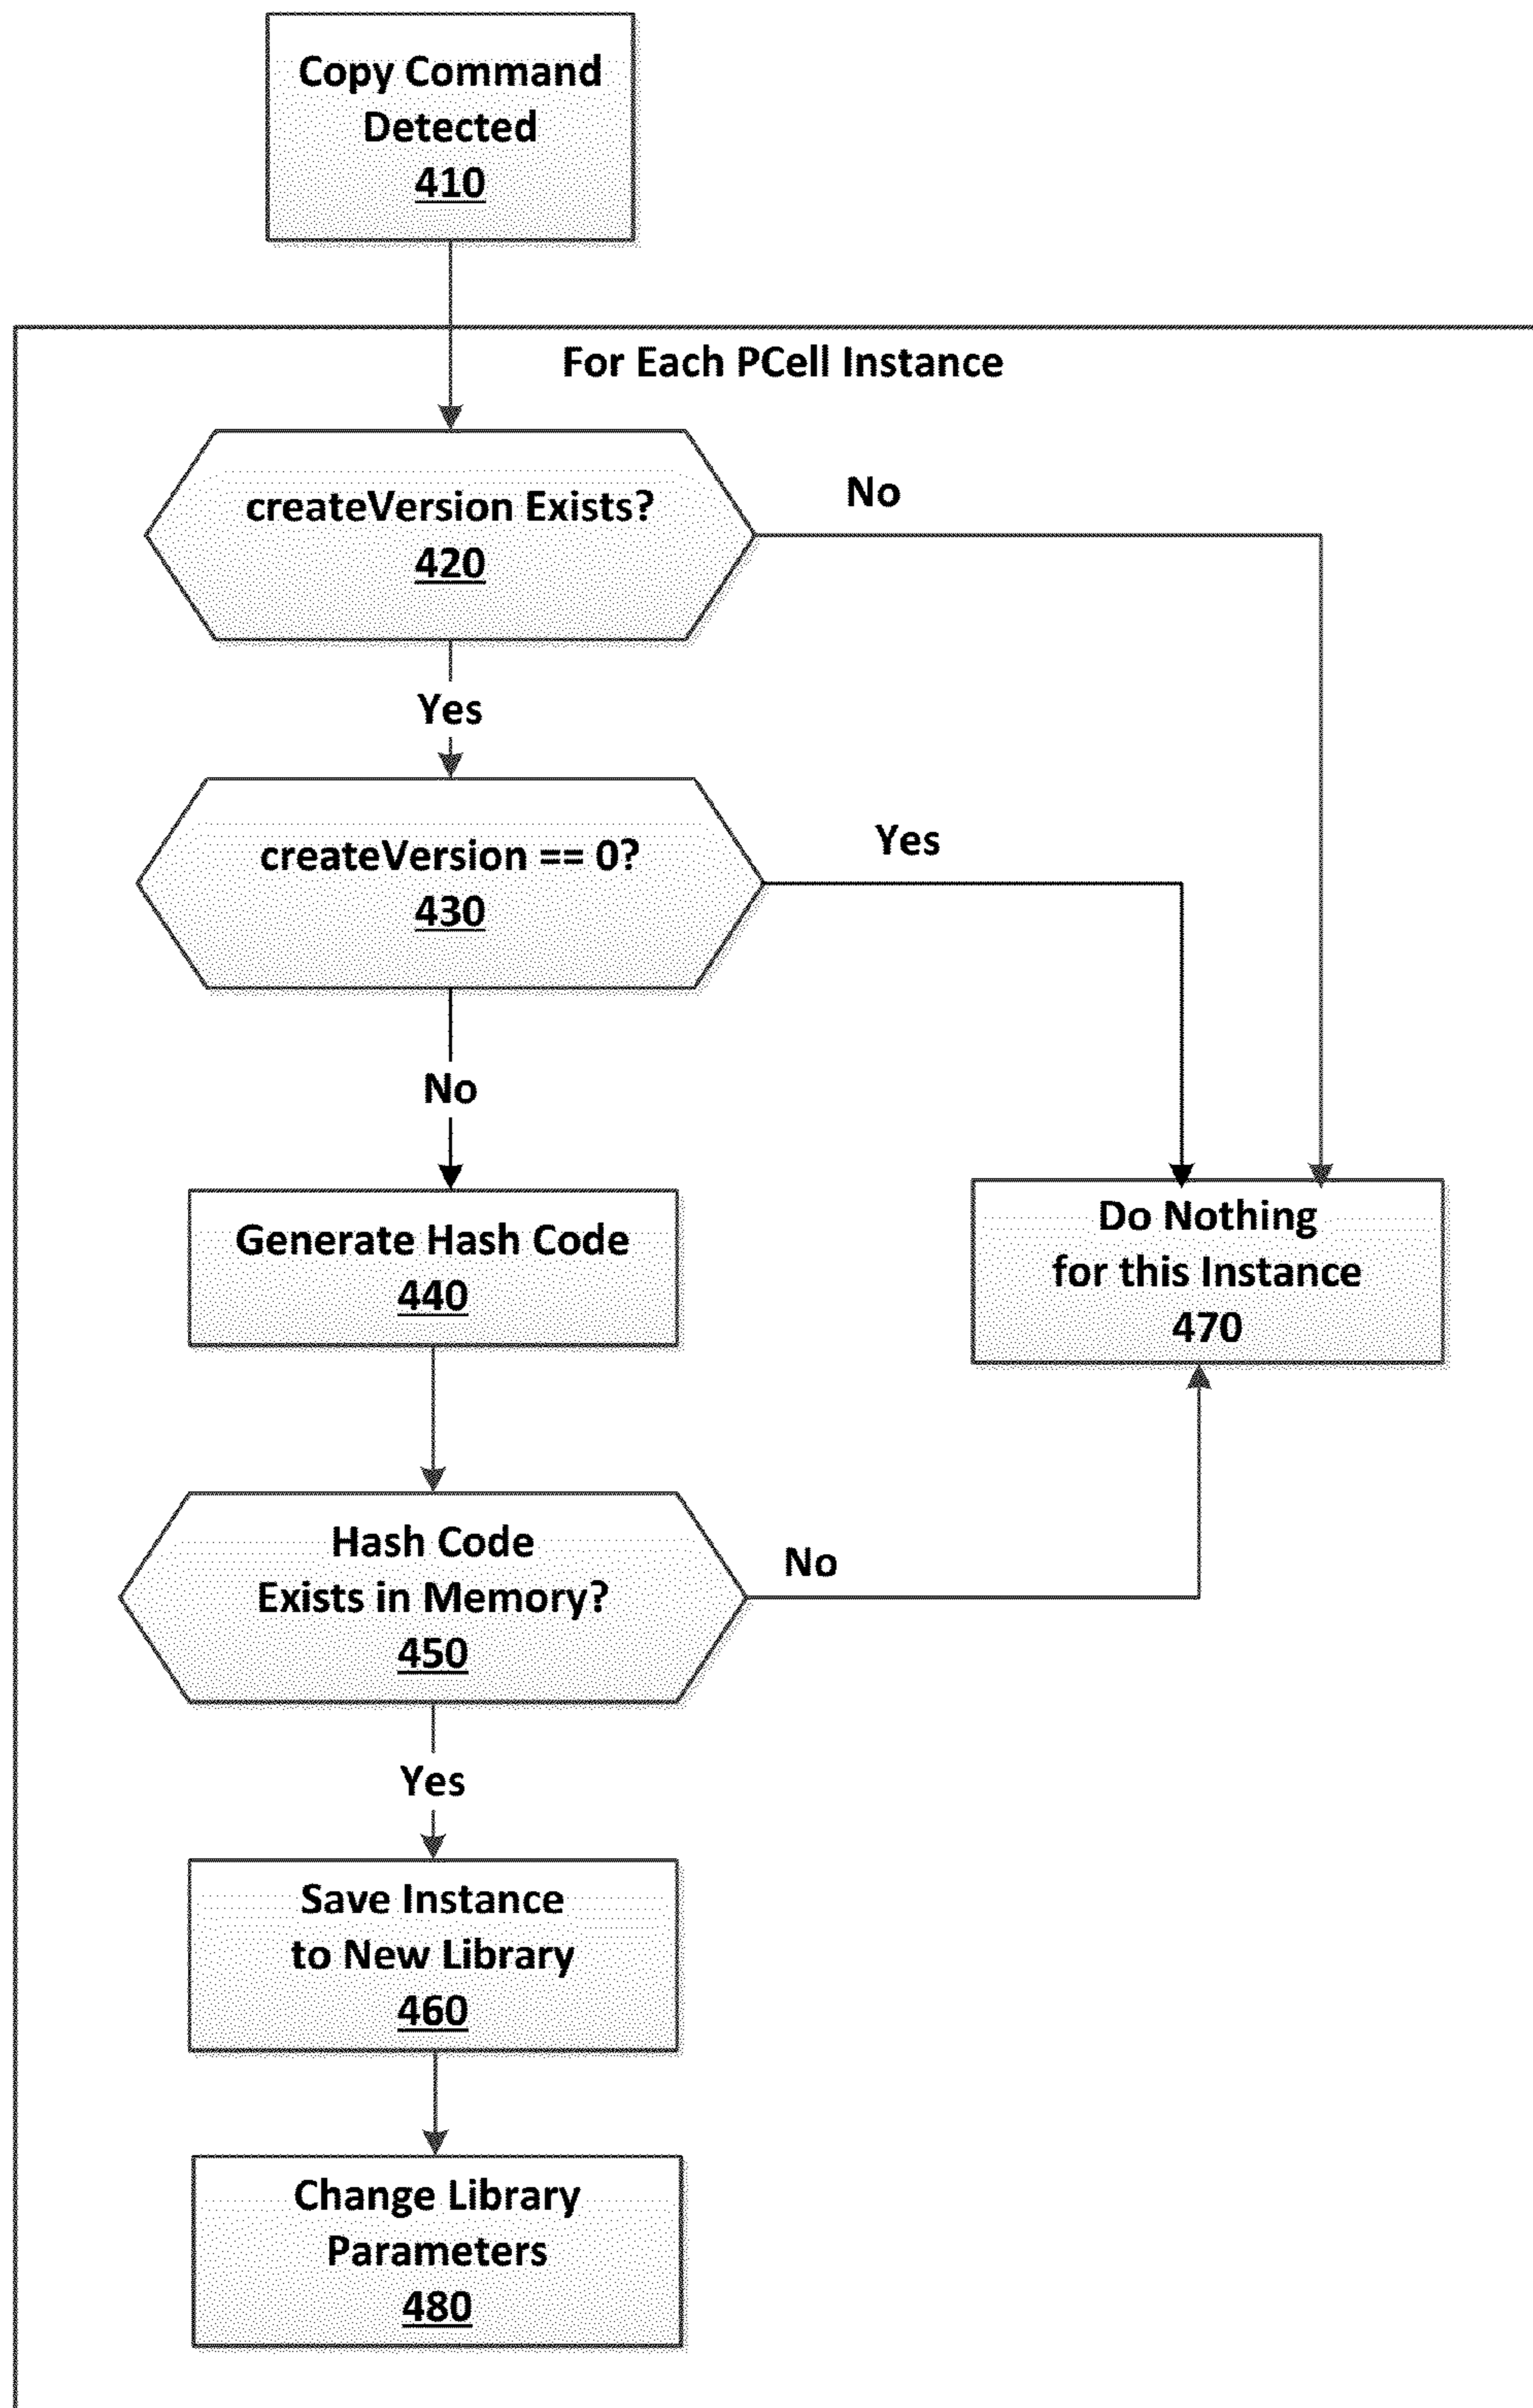 Copy Command
Detected
410
For Each PCell Instance
createVersion Exists?
420
No
Yes
createVersion == 0?
430
Yes
No
Generate Hash Code
440
Do Nothing
for this Instance
470
Hash Code
Exists in Memory?
450
No
Yes
Save Instance
to New Library
460
Change Library
Parameters
480